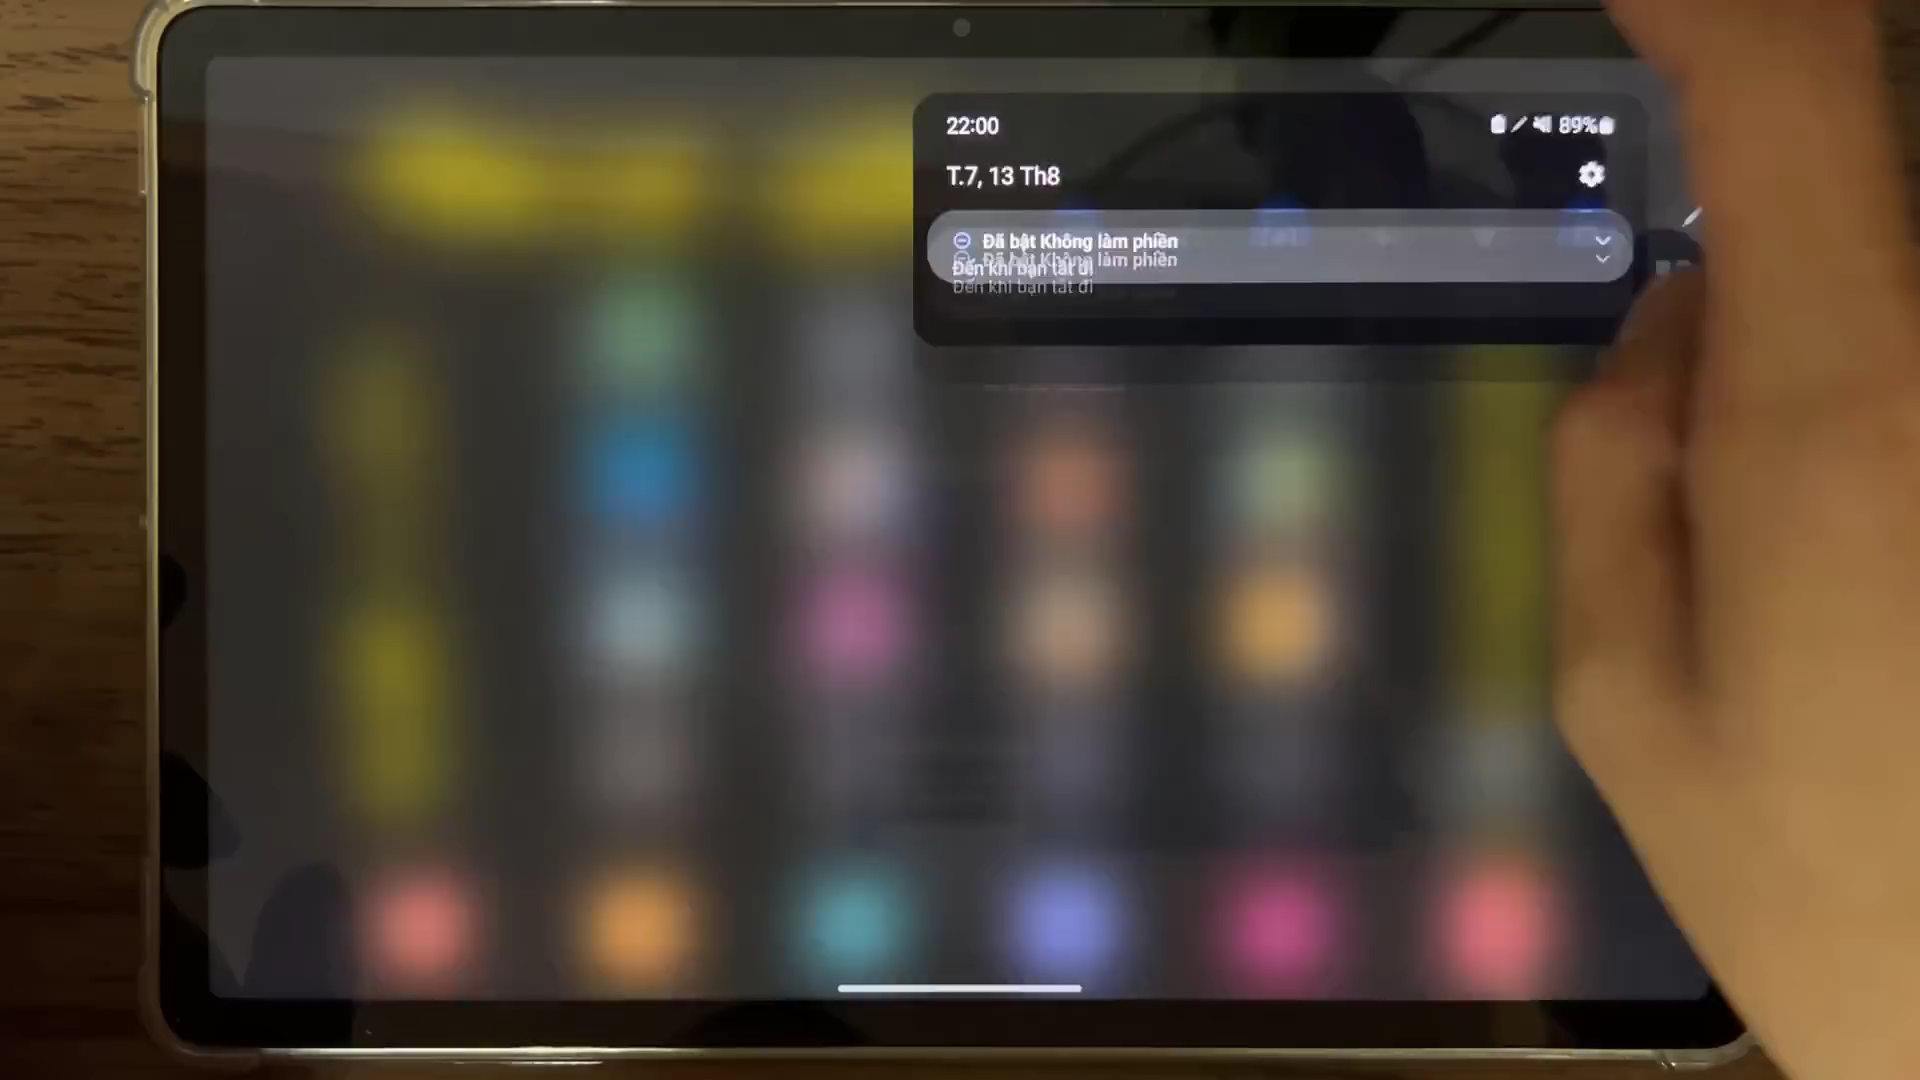 22:00
89%
T.7, 13 Th8
Đã bật Không làm phiền
Đến khi bạn tắt đi
Đã bật Không làm phiền
Đến khi bạn tắt đi